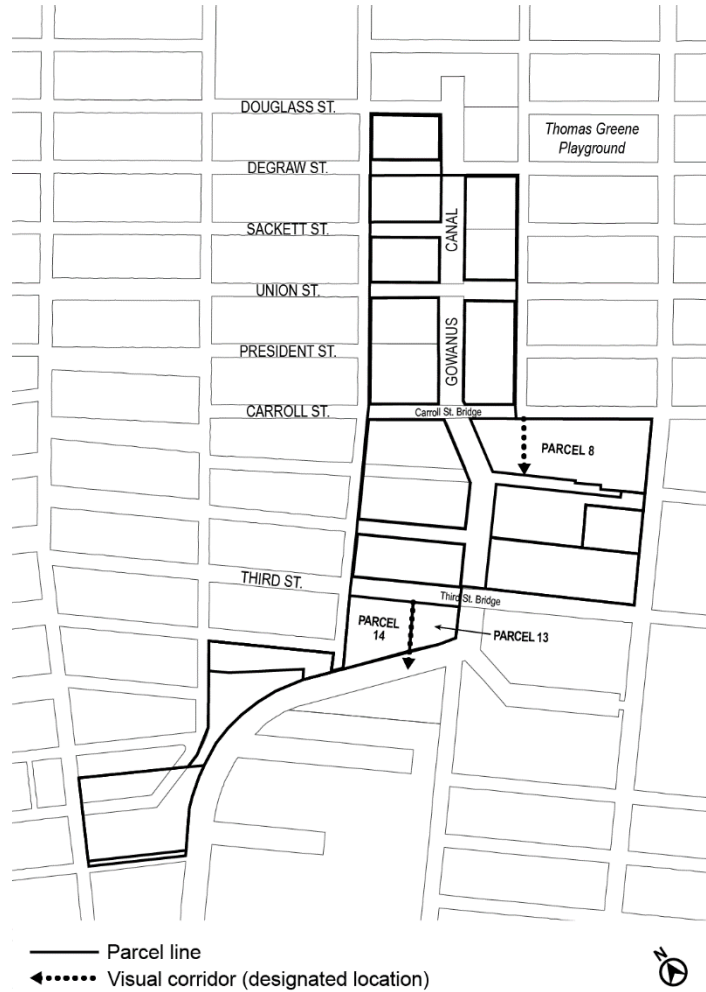 DOUGLASS ST.
Thomas Greene
Playground
DEGRAW ST.
CANAL
SACKETT ST.
UNION ST.
GOWANUS
PRESIDENT ST.
CARROLL ST.
Carroll St. Bridge
PARCEL 8
THIRD ST.
Third St. Bridge
PARCEL
14
PARCEL 13
Parcel line
Visual corridor (designated location)
N